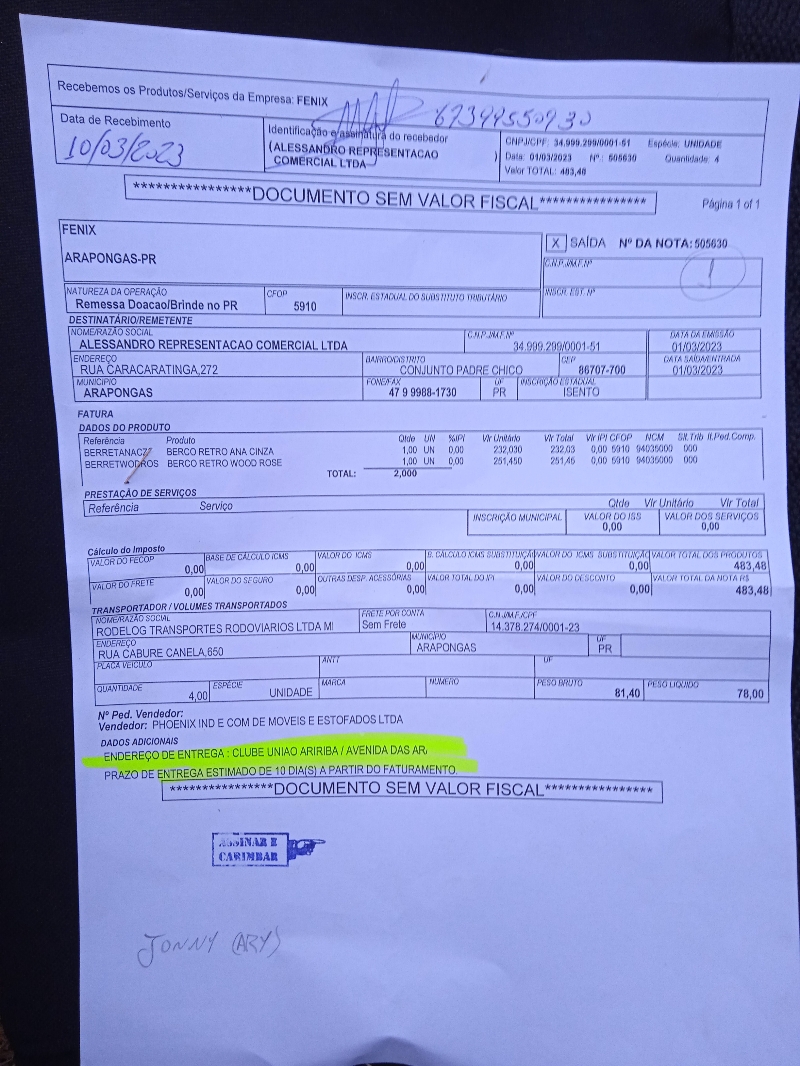 Recebemos os Produtos/Serviços da Empresa: FENIX
Data de Recebimento
10/03/2023
Identificação e assinatura do recebedor
(ALESSANDRO REPRESENTACAO
COMERCIAL LTDA )
CNPJ/CPF: 34.999.299/0001-51 Espécie: UNIDADE
Data: 01/03/2023 Nº: 505630 Quantidade: 4
Valor TOTAL: 483,48
****************DOCUMENTO SEM VALOR FISCAL****************
Página 1 of 1
FENIX
ARAPONGAS-PR
X SAÍDA Nº DA NOTA: 505630
C.N.P.J/M.F.Nº
1
NATUREZA DA OPERAÇÃO
Remessa Doacao/Brinde no PR
CFOP
5910
INSCR. ESTADUAL DO SUBSTITUTO TRIBUTÁRIO
INSCR. EST. Nº
DESTINATÁRIO/REMETENTE
NOME/RAZÃO SOCIAL
ALESSANDRO REPRESENTACAO COMERCIAL LTDA
C.N.P.J/M.F.Nº
34.999.299/0001-51
DATA DA EMISSÃO
01/03/2023
ENDEREÇO
RUA CARACARATINGA,272
BAIRRO/DISTRITO
CONJUNTO PADRE CHICO
CEP
86707-700
DATA SAÍDA/ENTRADA
01/03/2023
MUNICÍPIO
ARAPONGAS
FONE/FAX
47 9 9988-1730
UF
PR
INSCRIÇÃO ESTADUAL
ISENTO
FATURA
DADOS DO PRODUTO
Referência Produto Qtde UN %IPI Vlr Unitário Vlr Total Vlr IPI CFOP NCM Sit.Trib It.Ped.Comp.
BERRETANACZ BERCO RETRO ANA CINZA 1,00 UN 0,00 232,030 232,03 0,00 5910 94035000 000
BERRETWODROS BERCO RETRO WOOD ROSE 1,00 UN 0,00 251,450 251,45 0,00 5910 94035000 000
TOTAL: 2,000
PRESTAÇÃO DE SERVIÇOS
Referência Serviço Qtde Vlr Unitário Vlr Total
INSCRIÇÃO MUNICIPAL
VALOR DO ISS
0,00
VALOR DOS SERVIÇOS
0,00
Cálculo do Imposto
VALOR DO FECOP
0,00
BASE DE CÁLCULO ICMS
0,00
VALOR DO ICMS
0,00
B. CÁLCULO ICMS SUBSTITUIÇÃO
0,00
VALOR DO ICMS SUBSTITUIÇÃO
0,00
VALOR TOTAL DOS PRODUTOS
483,48
VALOR DO FRETE
0,00
VALOR DO SEGURO
0,00
OUTRAS DESP. ACESSÓRIAS
0,00
VALOR TOTAL DO IPI
0,00
VALOR DO DESCONTO
0,00
VALOR TOTAL DA NOTA R$
483,48
TRANSPORTADOR / VOLUMES TRANSPORTADOS
NOME/RAZÃO SOCIAL
RODELOG TRANSPORTES RODOVIARIOS LTDA ME
FRETE POR CONTA
Sem Frete
C.N.P.J/M.F./CPF
14.378.274/0001-23
ENDEREÇO
RUA CABURE CANELA,650
MUNICÍPIO
ARAPONGAS
UF
PR
PLACA VEICULO
ANTT
UF
QUANTIDADE
4,00
ESPÉCIE
UNIDADE
MARCA
NÚMERO
PESO BRUTO
81,40
PESO LIQUIDO
78,00
Nº Ped. Vendedor:
Vendedor: PHOENIX IND E COM DE MOVEIS E ESTOFADOS LTDA
DADOS ADICIONAIS
ENDEREÇO DE ENTREGA : CLUBE UNIAO ARIRIBA / AVENIDA DAS AR
PRAZO DE ENTREGA ESTIMADO DE 10 DIA(S) A PARTIR DO FATURAMENTO.
****************DOCUMENTO SEM VALOR FISCAL****************
ASSINAR E
CARIMBAR
JONNY (ARY)